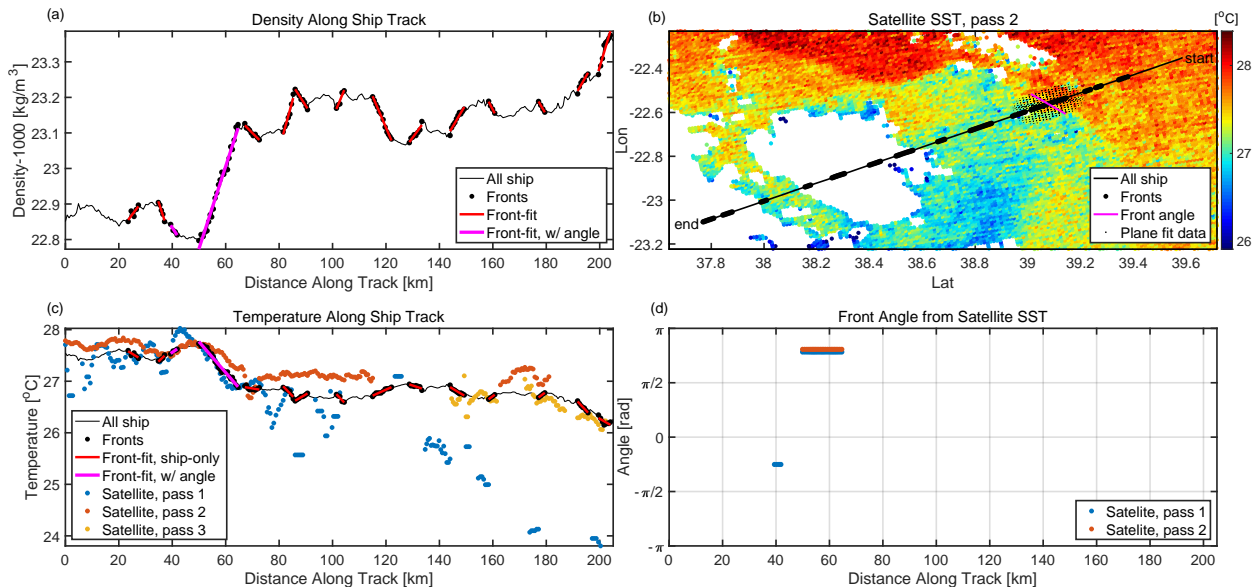 (a)
Density Along Ship Track
Density-1000 [kg/m3]
23.3
23.2
23.1
23
22.9
22.8
All ship
Fronts
Front-fit
Front-fit, w/ angle
0 20 40 60 80 100 120 140 160 180 200
Distance Along Track [km]
(b)
Satellite SST, pass 2
[oC]
Lon
-22.4
-22.6
-22.8
-23
-23.2
start
end
All ship
Fronts
Front angle
Plane fit data
37.8 38 38.2 38.4 38.6 38.8 39 39.2 39.4 39.6
Lat
28
27
26
(c)
Temperature Along Ship Track
Temperature [oC]
28
27
26
25
24
All ship
Fronts
Front-fit, ship-only
Front-fit, w/ angle
Satellite, pass 1
Satellite, pass 2
Satellite, pass 3
0 20 40 60 80 100 120 140 160 180 200
Distance Along Track [km]
(d)
Front Angle from Satellite SST
Angle [rad]
π
π/2
0
-π/2
-π
Satelite, pass 1
Satelite, pass 2
0 20 40 60 80 100 120 140 160 180 200
Distance Along Track [km]